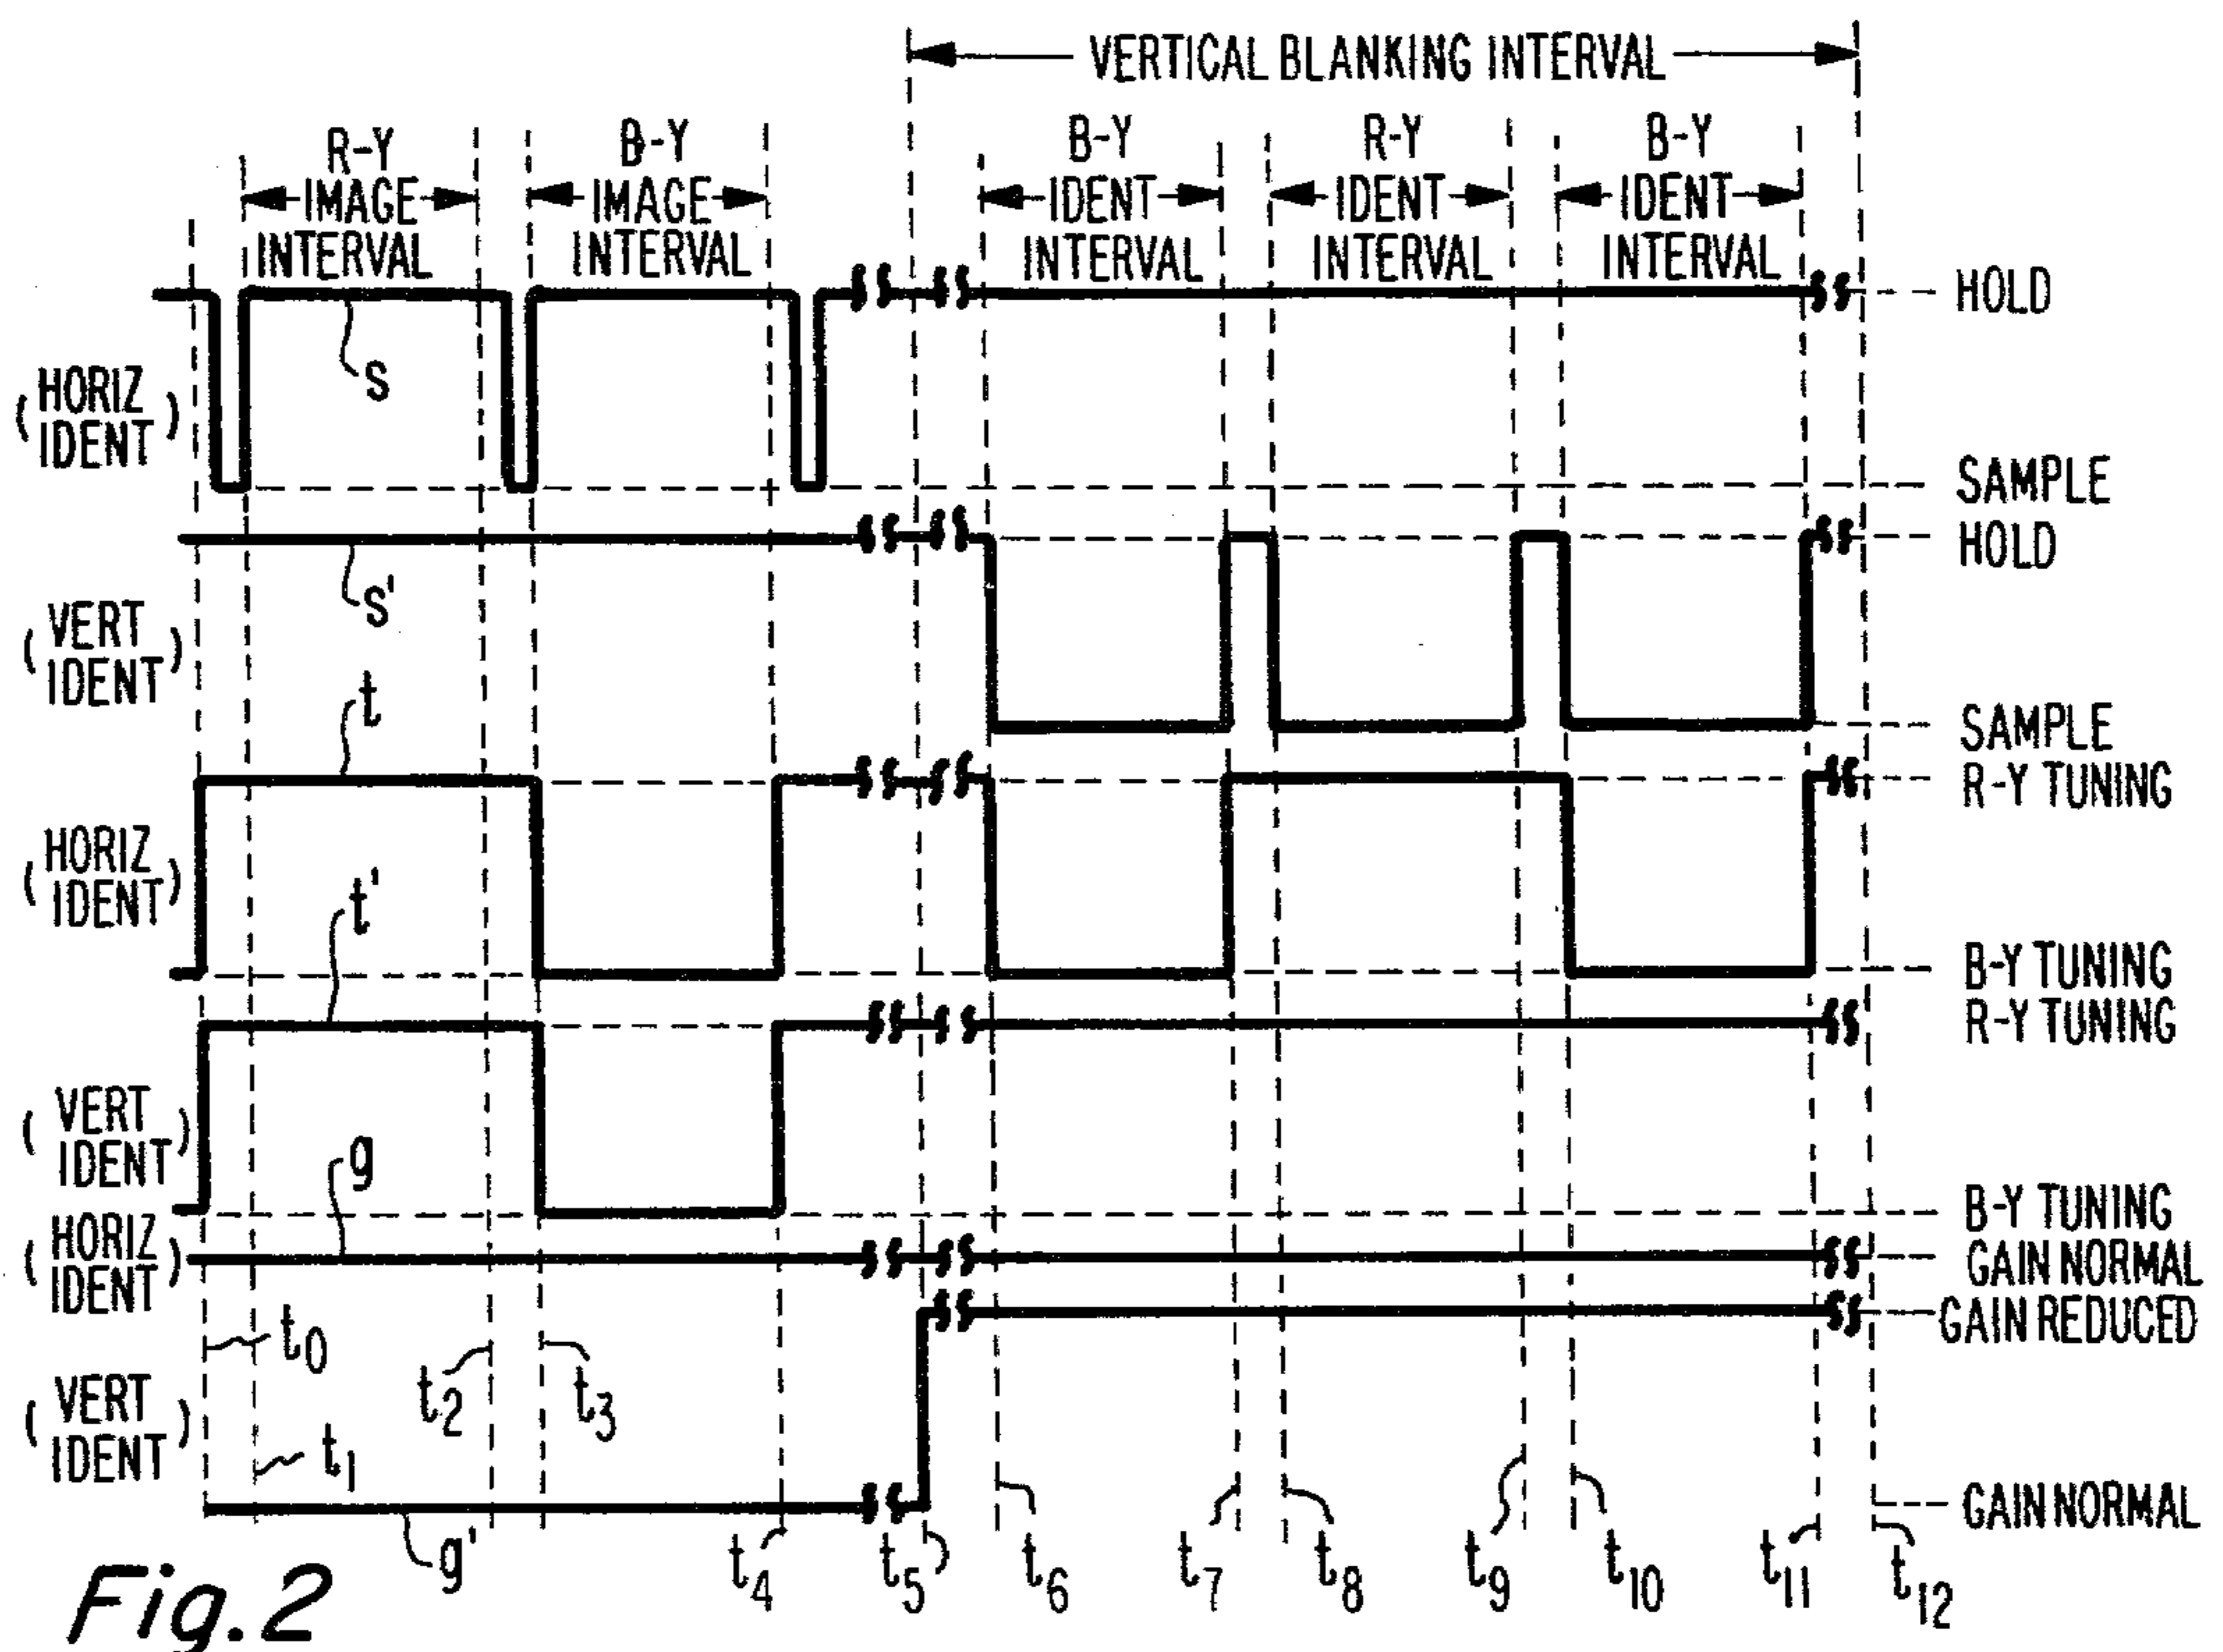 VERTICAL BLANKING INTERVAL
R-Y
IMAGE
INTERVAL
B-Y
IMAGE
INTERVAL
B-Y
IDENT
INTERVAL
R-Y
IDENT
INTERVAL
B-Y
IDENT
INTERVAL
HOLD
(HORIZ
IDENT)
s
SAMPLE
HOLD
(VERT
IDENT)
s'
SAMPLE
t
R-Y TUNING
(HORIZ
IDENT)
t'
B-Y TUNING
R-Y TUNING
(VERT
IDENT)
g
B-Y TUNING
(HORIZ
IDENT)
GAIN NORMAL
GAIN REDUCED
(VERT
IDENT)
t0
t1
t2
t3
GAIN NORMAL
g'
t4
t5
t6
t7
t8
t9
t10
t11
t12
Fig. 2